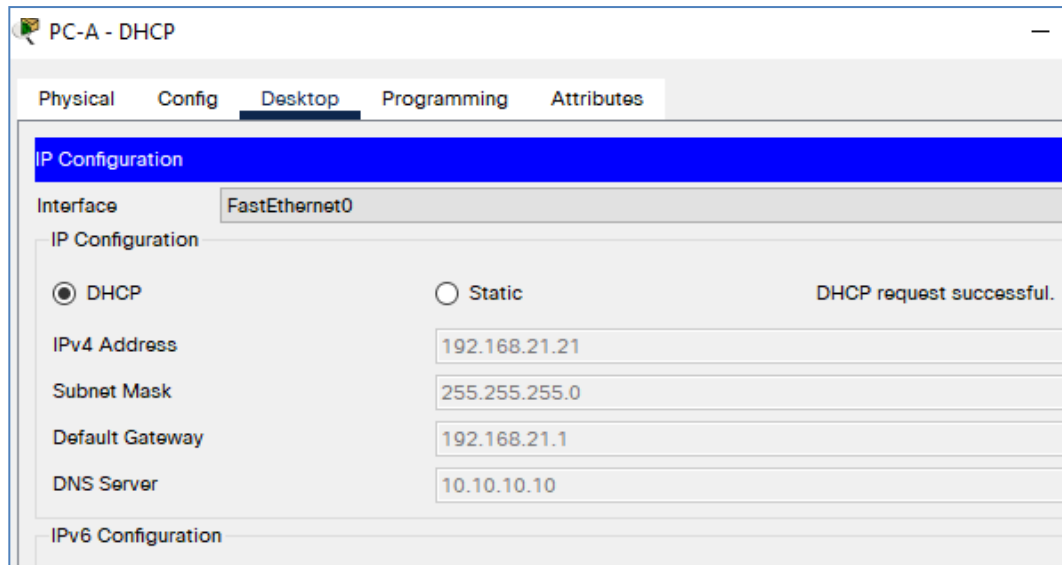 PC-A - DHCP
Physical Config Desktop Programming Attributes
IP Configuration
Interface FastEthernet0
IP Configuration
DHCP Static DHCP request successful.
IPv4 Address 192.168.21.21
Subnet Mask 255.255.255.0
Default Gateway 192.168.21.1
DNS Server 10.10.10.10
IPv6 Configuration